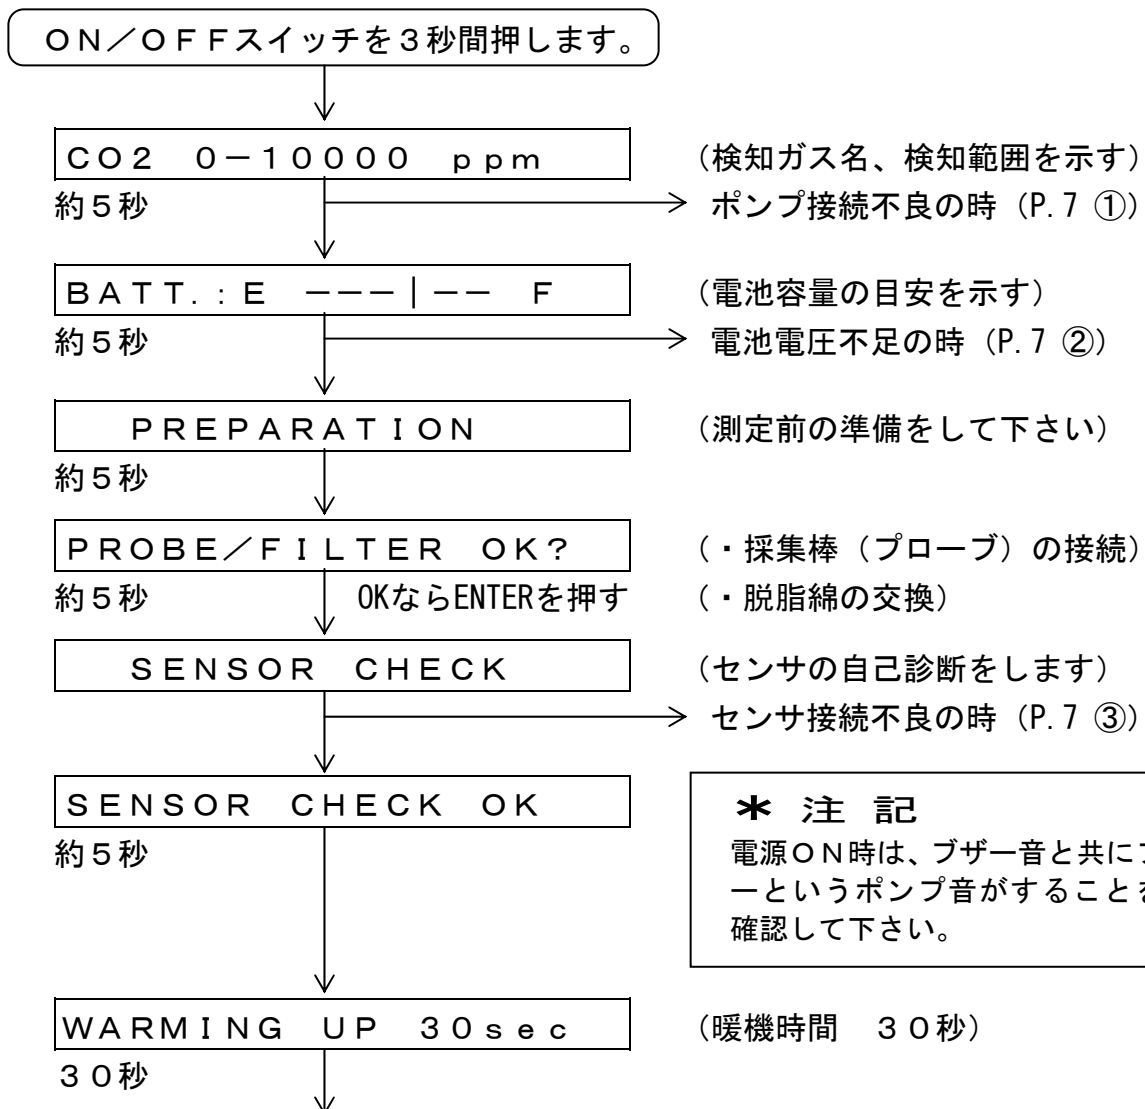 ON／OFFスイッチを３秒間押します。
CO2 0－10000 ppm
（検知ガス名、検知範囲を示す）
約５秒
ポンプ接続不良の時（P.7 ①）
BATT.：E －－－｜－－ F
（電池容量の目安を示す）
約５秒
電池電圧不足の時（P.7 ②）
PREPARATION
（測定前の準備をして下さい）
約５秒
PROBE／FILTER OK?
（・採集棒（プローブ）の接続）
約５秒
OKならENTERを押す
（・脱脂綿の交換）
SENSOR CHECK
（センサの自己診断をします）
センサ接続不良の時（P.7 ③）
SENSOR CHECK OK
約５秒
＊ 注 記
電源ＯＮ時は、ブザー音と共に
ーというポンプ音がすること
確認して下さい。
WARMING UP 30sec
（暖機時間　３０秒）
３０秒